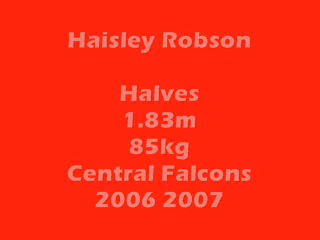 Haisley Robson
Halves
1.83m
85kg
Central Falcons
2006 2007